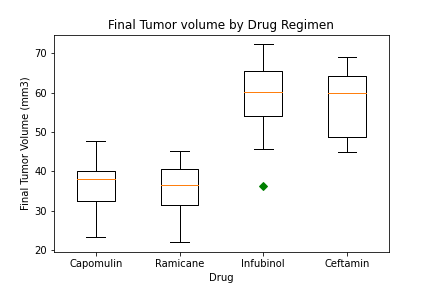 Final Tumor volume by Drug Regimen
Final Tumor Volume (mm3)
70
60
50
40
30
20
Capomulin Ramicane Infubinol Ceftamin
Drug